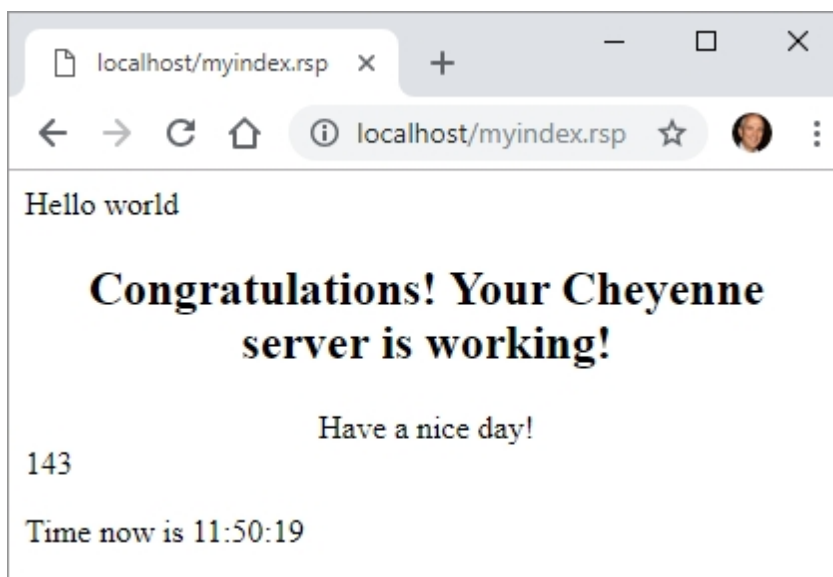 localhost/myindex.rsp
localhost/myindex.rsp
Hello world
Congratulations! Your Cheyenne
server is working!
Have a nice day!
143
Time now is 11:50:19